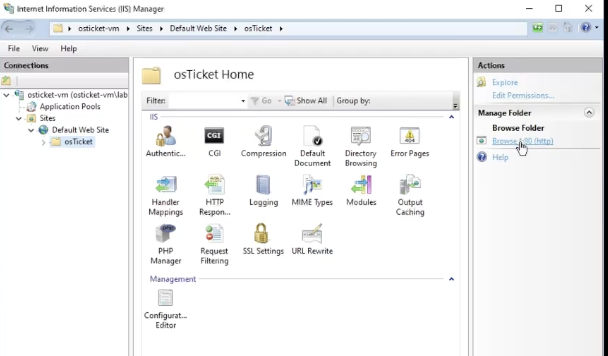 Internet Information Services (IIS) Manager
osticket-vm ▸ Sites ▸ Default Web Site ▸ osTicket ▸
File View Help
Connections
osticket-vm (osticket-vm\lab
Application Pools
Sites
Default Web Site
osTicket
osTicket Home
Filter: Go Show All Group by:
IIS
Authentic... CGI Compression Default Document Directory Browsing Error Pages
Handler Mappings HTTP Respon... Logging MIME Types Modules Output Caching
PHP Manager Request Filtering SSL Settings URL Rewrite
Management
Configurat... Editor
Actions
Explore
Edit Permissions...
Manage Folder
Browse Folder
Browse (http)
Help